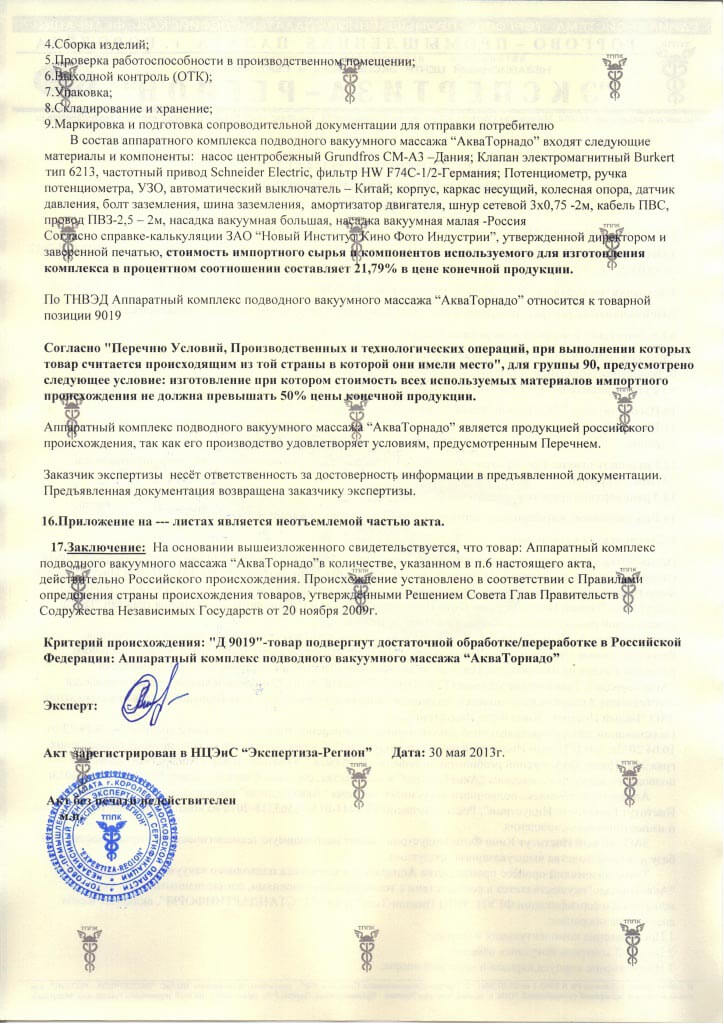 4.Сборка изделий;
5.Проверка работоспособности в производственном помещении;
6.Выходной контроль (ОТК);
7.Упаковка;
8.Складирование и хранение;
9.Маркировка и подготовка сопроводительной документации для отправки потребителю
В состав аппаратного комплекса подводного вакуумного массажа “АкваТорнадо” входят следующие
материалы и компоненты: насос центробежный Grundfros CM-A3 –Дания; Клапан электромагнитный Burkert
тип 6213, частотный привод Schneider Electric, фильтр HW F74C-1/2-Германия; Потенциометр, ручка
потенциометра, УЗО, автоматический выключатель – Китай; корпус, каркас несущий, колесная опора, датчик
давления, болт заземления, шина заземления, амортизатор двигателя, шнур сетевой 3х0,75 -2м, кабель ПВС,
провод ПВЗ-2,5 – 2м, насадка вакуумная большая, насадка вакуумная малая -Россия
Согласно справке-калькуляции ЗАО “Новый Институт Кино Фото Индустрии”, утвержденной директором и
заверенной печатью, стоимость импортного сырья и компонентов используемого для изготовления
комплекса в процентном соотношении составляет 21,79% в цене конечной продукции.
По ТНВЭД Аппаратный комплекс подводного вакуумного массажа “АкваТорнадо” относится к товарной
позиции 9019
Согласно "Перечню Условий, Производственных и технологических операций, при выполнении которых
товар считается происходящим из той страны в которой они имели место", для группы 90, предусмотрено
следующее условие: изготовление при котором стоимость всех используемых материалов импортного
происхождения не должна превышать 50% цены конечной продукции.
Аппаратный комплекс подводного вакуумного массажа “АкваТорнадо” является продукцией российского
происхождения, так как его производство удовлетворяет условиям, предусмотренным Перечнем.
Заказчик экспертизы несёт ответственность за достоверность информации в предъявленной документации.
Предъявленная документация возвращена заказчику экспертизы.
16.Приложение на --- листах является неотъемлемой частью акта.
17.Заключение: На основании вышеизложенного свидетельствуется, что товар: Аппаратный комплекс
подводного вакуумного массажа “АкваТорнадо”в количестве, указанном в п.6 настоящего акта,
действительно Российского происхождения. Происхождение установлено в соответствии с Правилами
определения страны происхождения товаров, утвержденными Решением Совета Глав Правительств
Содружества Независимых Государств от 20 ноября 2009г.
Критерий происхождения: "Д 9019"-товар подвергнут достаточной обработке/переработке в Российской
Федерации: Аппаратный комплекс подводного вакуумного массажа “АкваТорнадо”
Эксперт:
Акт зарегистрирован в НЦЭиС “Экспертиза-Регион” Дата: 30 мая 2013г.
Акт без печати недействителен
м.п.
ТППК
"ЭКСПЕРТИЗА-РЕГИОН"
"EXPERTIZA-REGION"